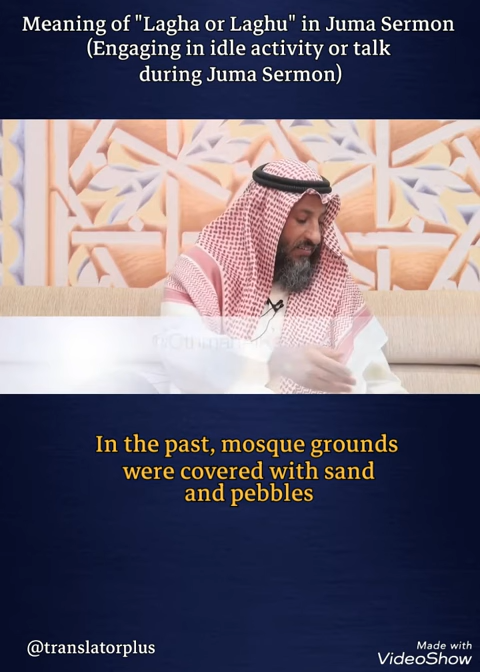 Meaning of "Lagha or Laghu" in Juma Sermon
(Engaging in idle activity or talk
during Juma Sermon)
In the past, mosque grounds
were covered with sand
and pebbles
@translatorplus
Made with
VideoShow